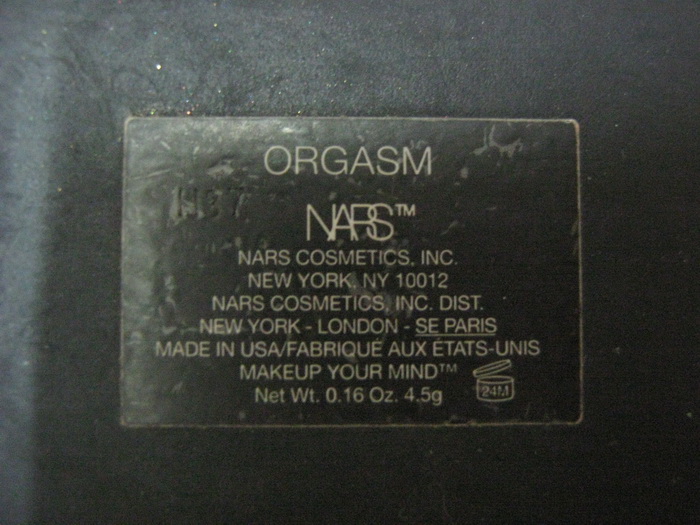 ORGASM
NARS™
NARS COSMETICS, INC.
NEW YORK, NY 10012
NARS COSMETICS, INC. DIST.
NEW YORK - LONDON - SE PARIS
MADE IN USA/FABRIQUÉ AUX ÉTATS-UNIS
MAKEUP YOUR MIND™
24M
Net Wt. 0.16 Oz. 4.5g